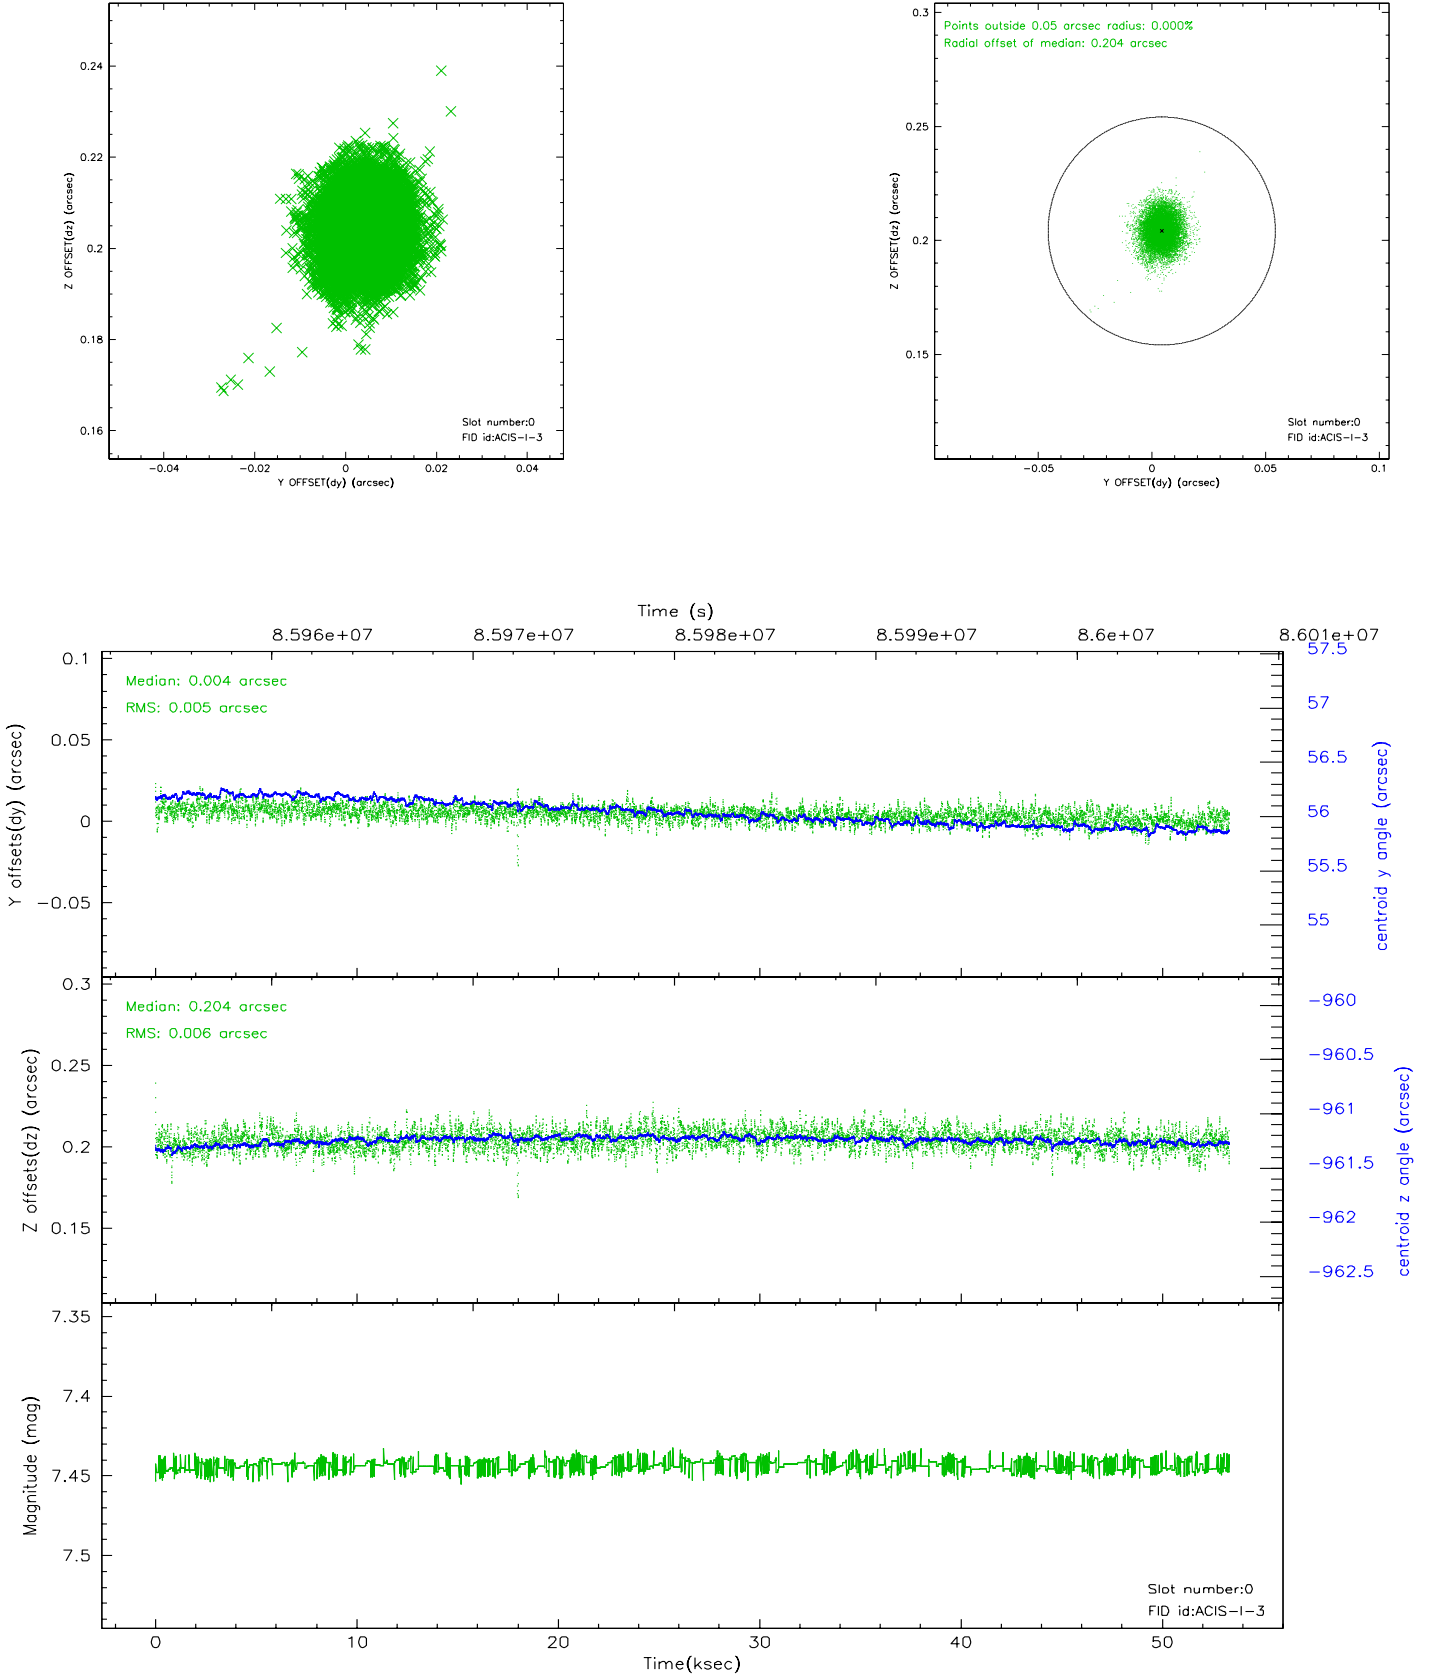 0.24
0.22
0.2
0.18
0.16
Z OFFSET(dz) (arcsec)
Slot number:0
FID id:ACIS-I-3
-0.04 -0.02 0 0.02 0.04
Y OFFSET(dy) (arcsec)
0.3
0.25
0.2
0.15
Z OFFSET(dz) (arcsec)
Points outside 0.05 arcsec radius: 0.000%
Radial offset of median: 0.204 arcsec
Slot number:0
FID id:ACIS-I-3
-0.05 0 0.05 0.1
Y OFFSET(dy) (arcsec)
Time (s)
8.596e+07 8.597e+07 8.598e+07 8.599e+07 8.6e+07 8.601e+07
0.1
0.05
0
-0.05
Y offsets(dy) (arcsec)
Median: 0.004 arcsec
RMS: 0.005 arcsec
57.5
57
56.5
56
55.5
55
centroid y angle (arcsec)
0.3
0.25
0.2
0.15
Z offsets(dz) (arcsec)
Median: 0.204 arcsec
RMS: 0.006 arcsec
-960
-960.5
-961
-961.5
-962
-962.5
centroid z angle (arcsec)
7.35
7.4
7.45
7.5
Magnitude (mag)
Slot number:0
FID id:ACIS-I-3
0 10 20 30 40 50
Time(ksec)